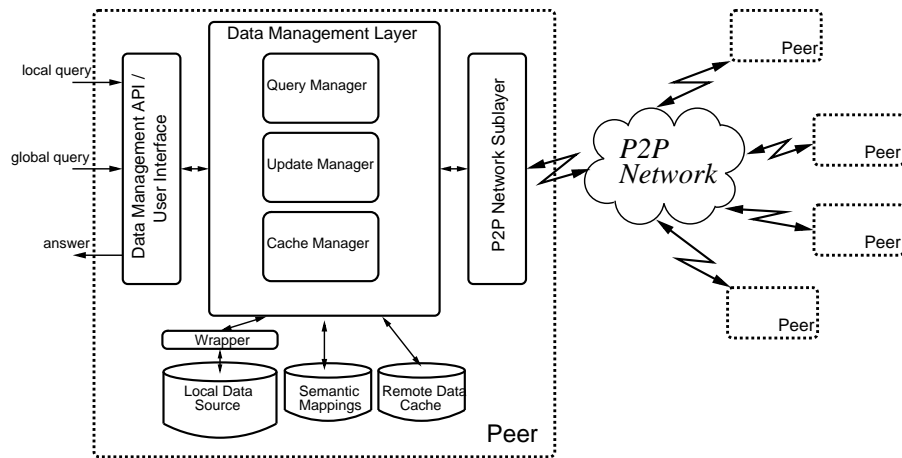 Data Management Layer
local query
global query
answer
Data Management API /
User Interface
Query Manager
Update Manager
Cache Manager
P2P Network Sublayer
P2P
Network
Peer
Peer
Peer
Peer
Wrapper
Local Data
Source
Semantic
Mappings
Remote Data
Cache
Peer